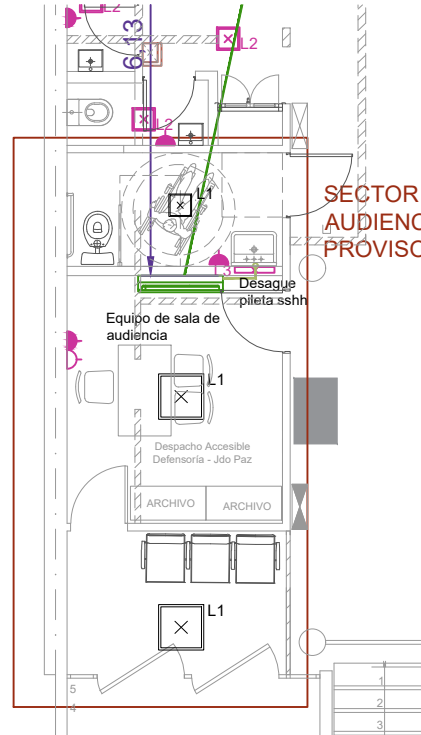 L2
6,13
L2
L2
L1
SECTOR
AUDIENC
PROVISO
L3
Desague
pileta sshh
Equipo de sala de
audiencia
L1
Despacho Accesible
Defensoría - Jdo Paz
ARCHIVO
ARCHIVO
L1
5
4
1
2
3